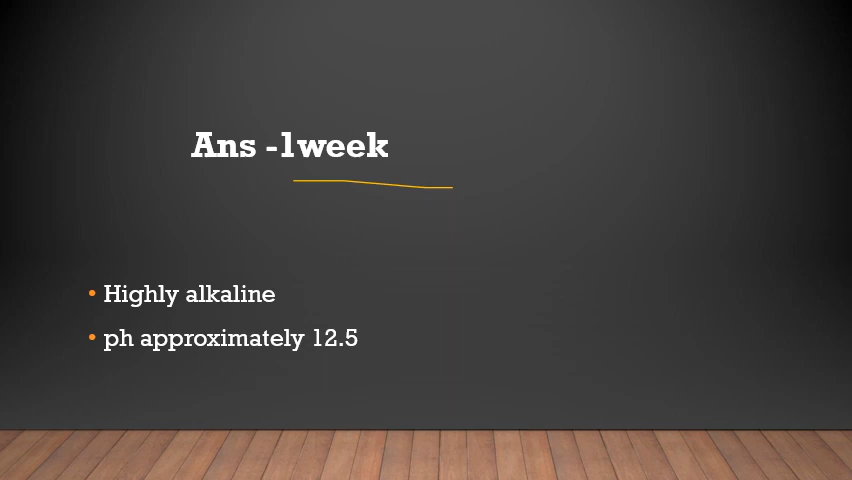 Ans -1week
• Highly alkaline
• ph approximately 12.5